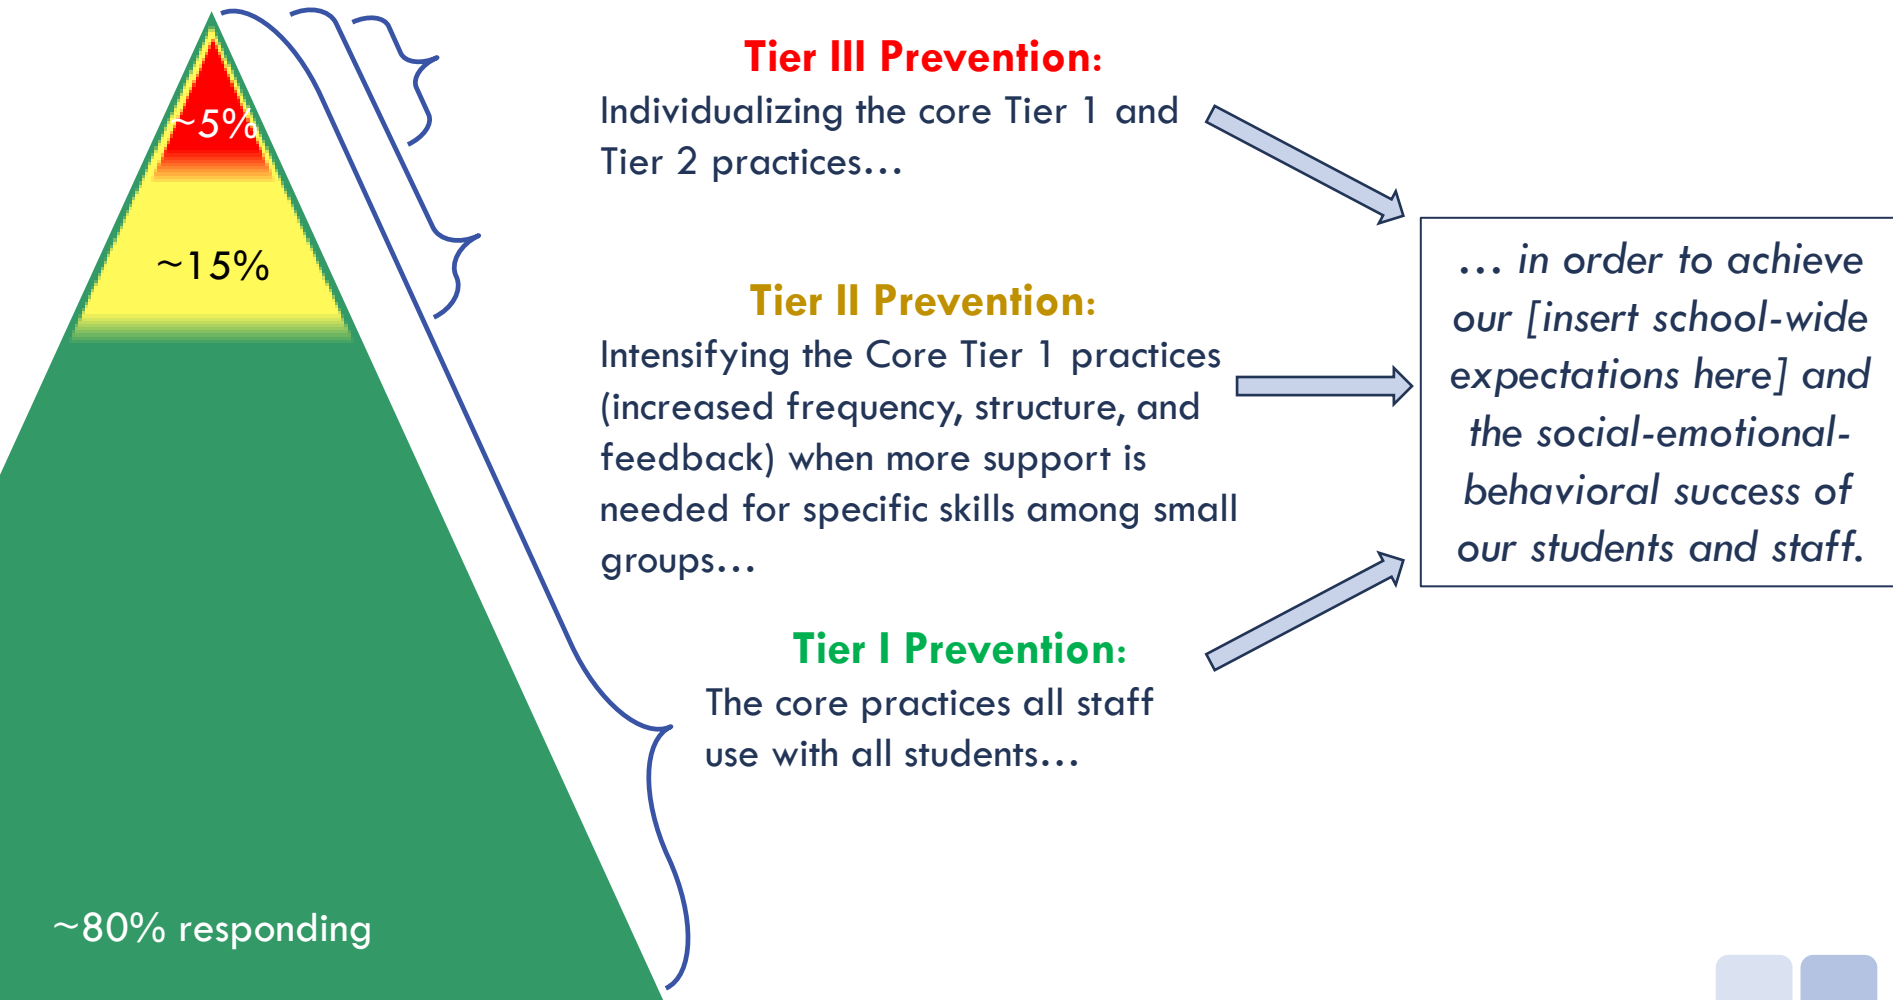 ~5%
~15%
~80% responding
Tier III Prevention:
Individualizing the core Tier 1 and
Tier 2 practices...
Tier II Prevention:
Intensifying the Core Tier 1 practices
(increased frequency, structure, and
feedback) when more support is
needed for specific skills among small
groups...
Tier I Prevention:
The core practices all staff
use with all students...
... in order to achieve
our [insert school-wide
expectations here] and
the social-emotional-
behavioral success of
our students and staff.